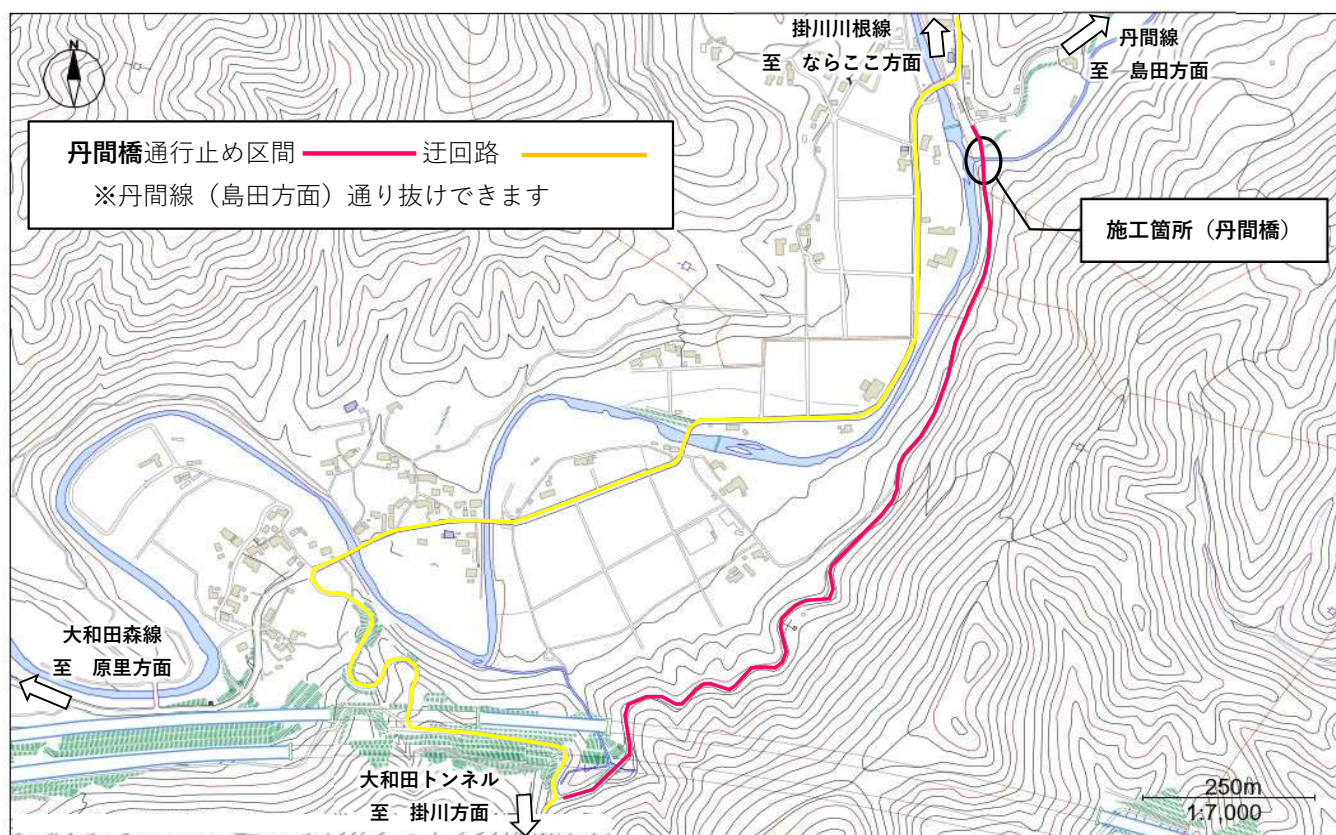 N
掛川川根線
至 ならここ方面
丹間線
至 島田方面
丹間橋通行止め区間 迂回路
※丹間線（島田方面）通り抜けできます
施工箇所（丹間橋）
大和田森線
至 原里方面
大和田トンネル
至 掛川方面
250m
1:7,000